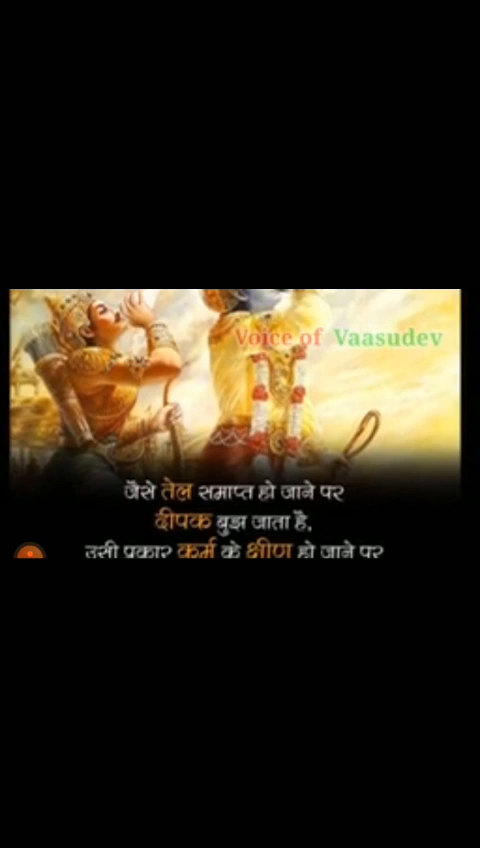 Voice of Vaasudev
जैसे तेल समाप्त हो जाने पर
दीपक बुझ जाता है,
उसी प्रकार कर्म के क्षीण हो जाने पर